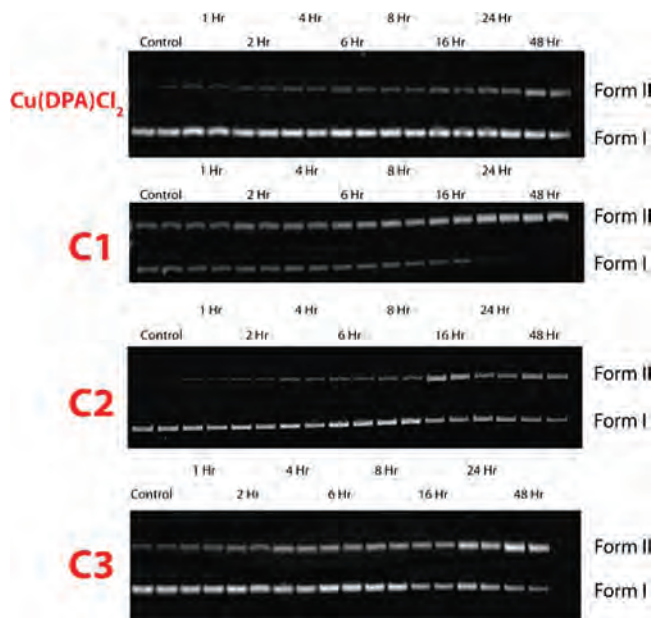 1 Hr 4 Hr 8 Hr 24 Hr
Control 2 Hr 6 Hr 16 Hr 48 Hr
Cu(DPA)Cl₂
Form II
Form I
1 Hr 4 Hr 8 Hr 24 Hr
Control 2 Hr 6 Hr 16 Hr 48 Hr
C1
Form II
Form I
1 Hr 4 Hr 8 Hr 24 Hr
Control 2 Hr 6 Hr 16 Hr 48 Hr
C2
Form II
Form I
1 Hr 4 Hr 8 Hr 24 Hr
Control 2 Hr 6 Hr 16 Hr 48 Hr
C3
Form II
Form I